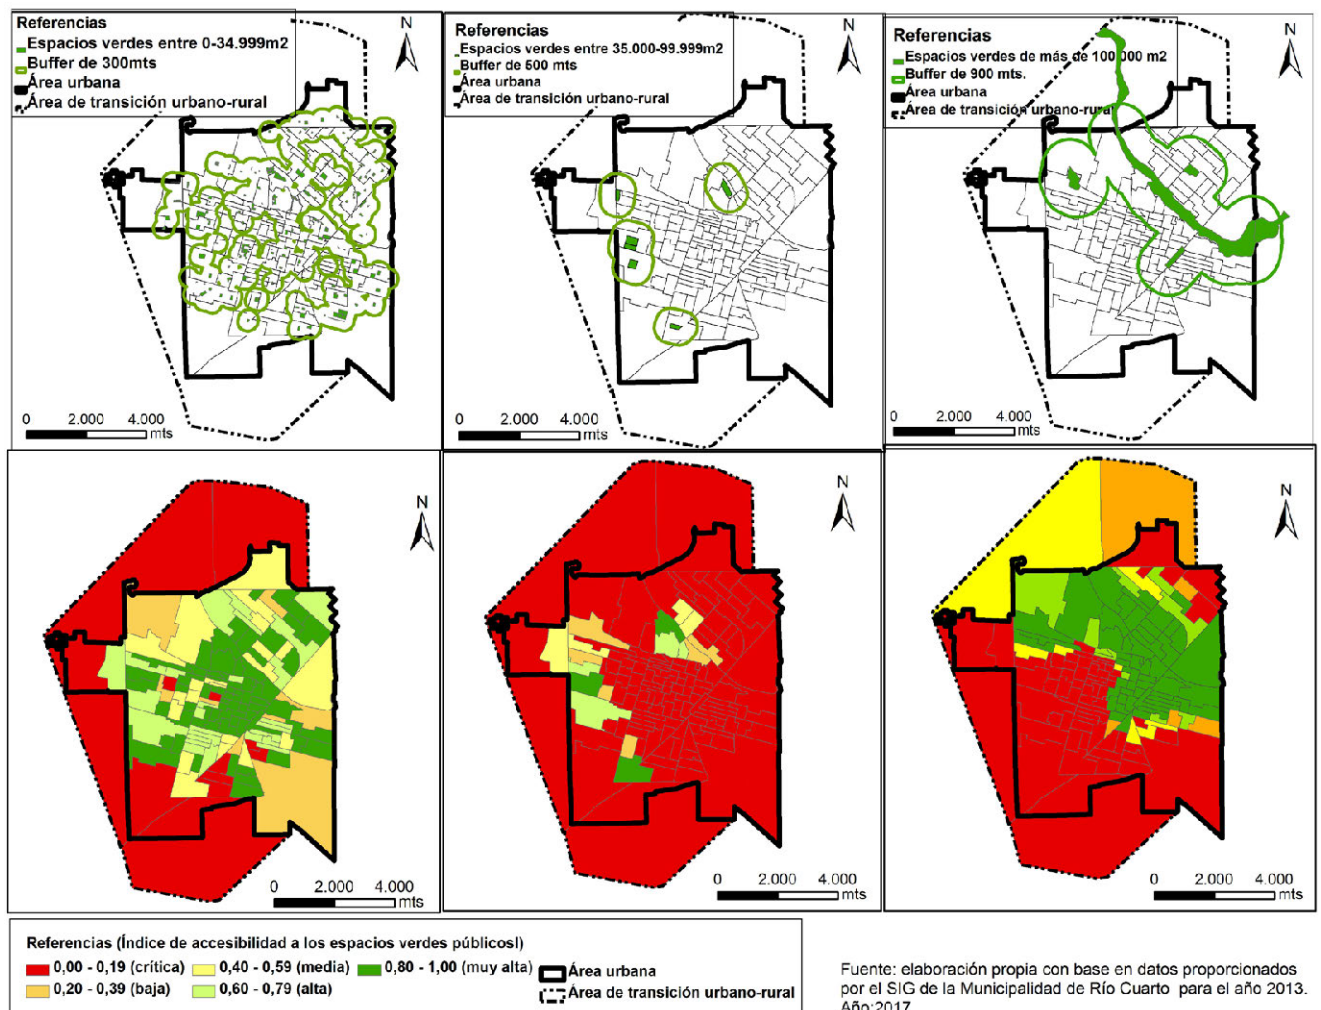 Referencias
Espacios verdes entre 0-34.999m2
Buffer de 300mts
Área urbana
Área de transición urbano-rural
N
0 2.000 4.000
mts
Referencias
Espacios verdes entre 35.000-99.999m2
Buffer de 500 mts
Área urbana
Área de transición urbano-rural
N
0 2.000 4.000
mts
Referencias
Espacios verdes de más de 100.000 m2
Buffer de 900 mts.
Área urbana
Área de transición urbano-rural
N
0 2.000 4.000
mts
N
0 2.000 4.000
mts
N
0 2.000 4.000
mts
N
0 2.000 4.000
mts
Referencias (Índice de accesibilidad a los espacios verdes públicosl)
0,00 - 0,19 (crítica) 0,40 - 0,59 (media) 0,80 - 1,00 (muy alta) Área urbana
0,20 - 0,39 (baja) 0,60 - 0,79 (alta) Área de transición urbano-rural
Fuente: elaboración propia con base en datos proporcionados
por el SIG de la Municipalidad de Río Cuarto para el año 2013.
Año:2017